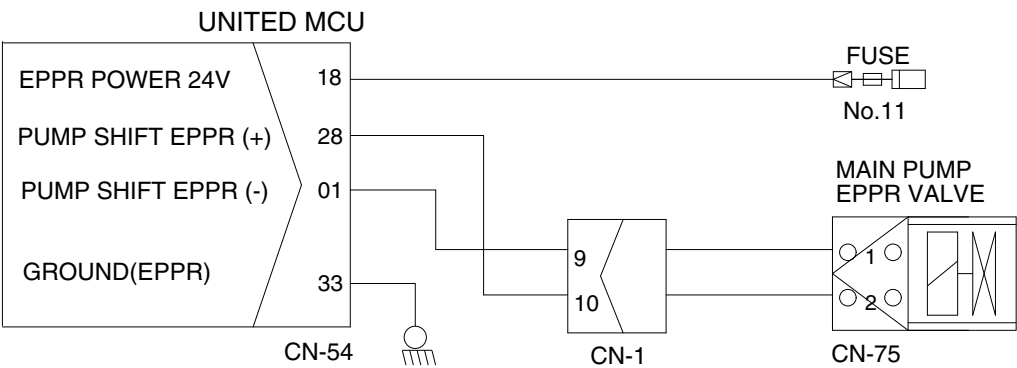 UNITED MCU
EPPR POWER 24V 18
FUSE
No.11
PUMP SHIFT EPPR (+) 28
PUMP SHIFT EPPR (-) 01
MAIN PUMP
EPPR VALVE
GROUND(EPPR) 33
9
10
1
2
CN-54
CN-1
CN-75